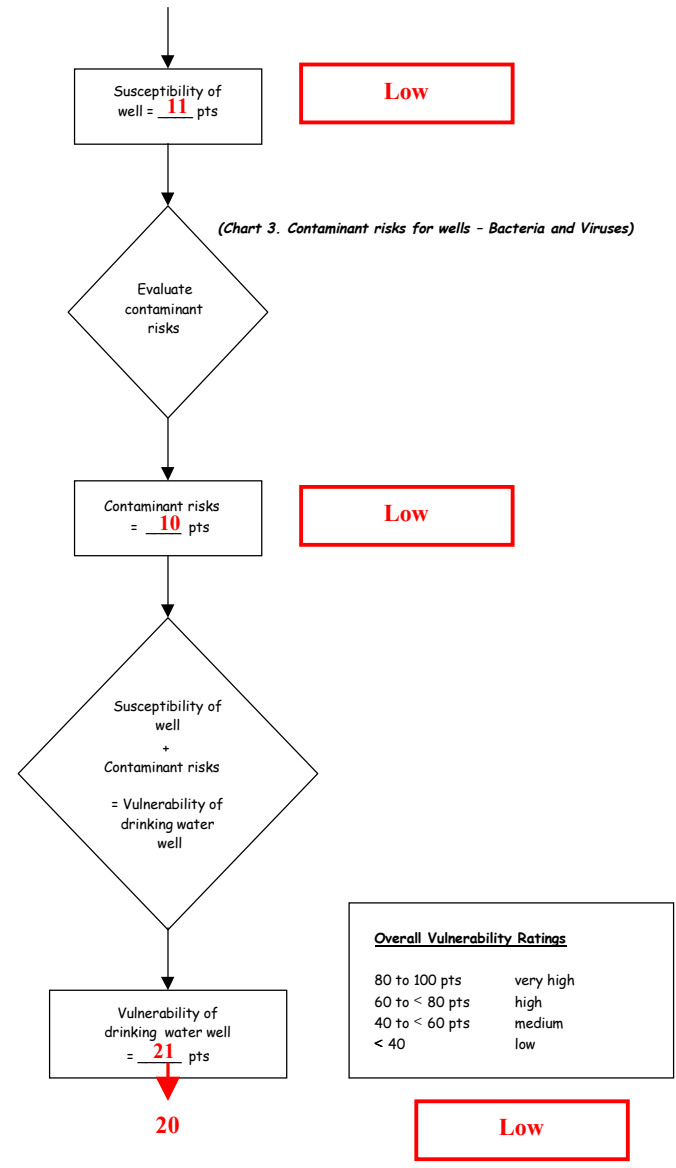 Susceptibility of
well = 11 pts
Low
(Chart 3. Contaminant risks for wells – Bacteria and Viruses)
Evaluate
contaminant
risks
Contaminant risks
= 10 pts
Low
Susceptibility of
well
+
Contaminant risks
= Vulnerability of
drinking water
well
Overall Vulnerability Ratings
80 to 100 pts very high
60 to < 80 pts high
40 to < 60 pts medium
< 40 low
Vulnerability of
drinking water well
= 21 pts
20
Low